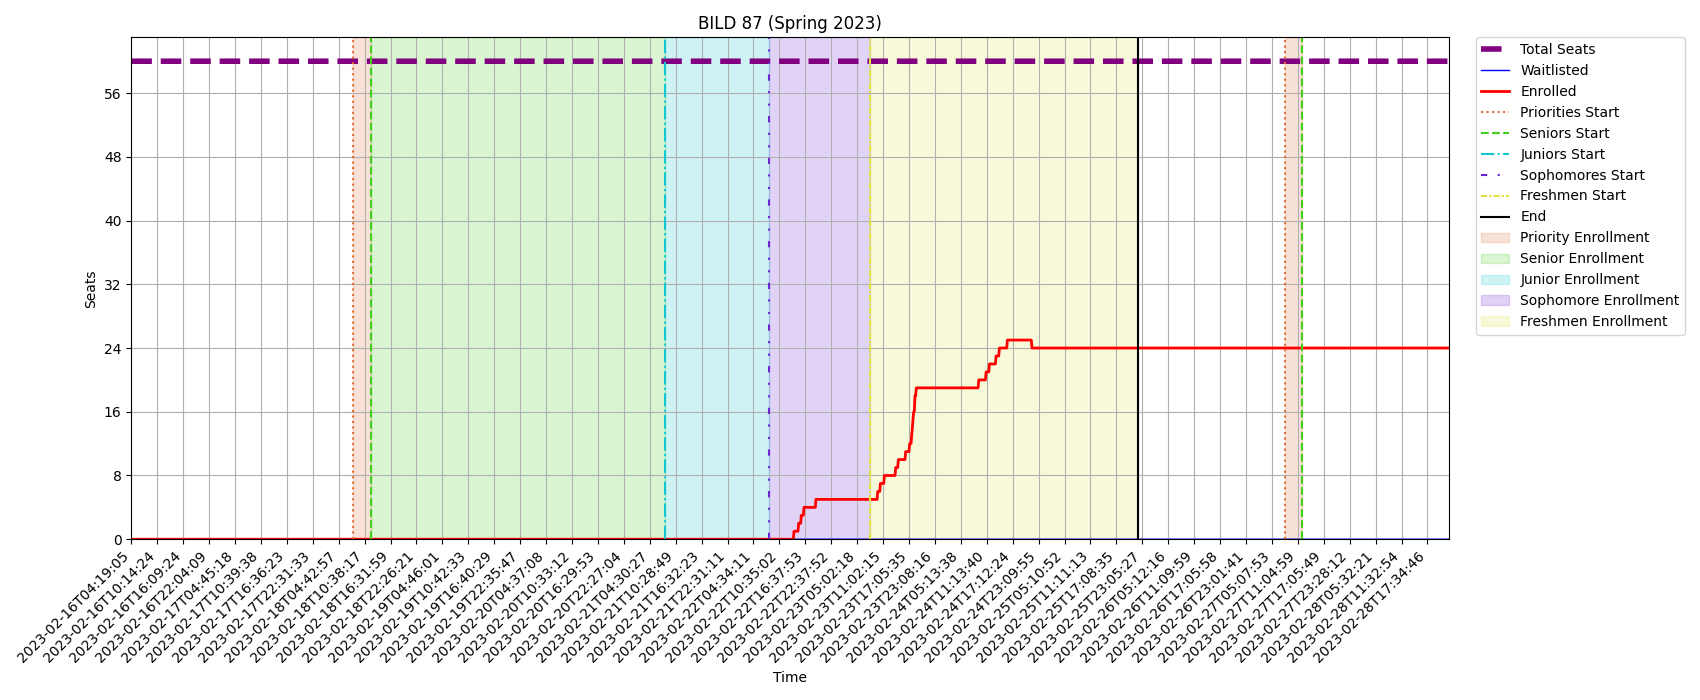 BILD 87 (Spring 2023)
Total Seats
Waitlisted
Enrolled
Priorities Start
Seniors Start
Juniors Start
Sophomores Start
Freshmen Start
End
Priority Enrollment
Senior Enrollment
Junior Enrollment
Sophomore Enrollment
Freshmen Enrollment
Seats
56
48
40
32
24
16
8
0
2023-02-16T04:19:05
2023-02-16T10:14:24
2023-02-16T16:09:24
2023-02-16T22:04:09
2023-02-17T04:45:18
2023-02-17T10:39:38
2023-02-17T16:36:23
2023-02-17T22:31:33
2023-02-18T04:42:57
2023-02-18T10:38:17
2023-02-18T16:31:59
2023-02-18T22:26:21
2023-02-19T04:46:01
2023-02-19T10:42:33
2023-02-19T16:40:29
2023-02-19T22:35:47
2023-02-20T04:37:08
2023-02-20T10:33:12
2023-02-20T16:29:53
2023-02-20T22:27:04
2023-02-21T04:30:27
2023-02-21T10:28:49
2023-02-21T16:32:23
2023-02-21T22:31:11
2023-02-22T04:34:11
2023-02-22T10:35:02
2023-02-22T16:37:53
2023-02-22T22:37:52
2023-02-23T05:02:18
2023-02-23T11:02:15
2023-02-23T17:05:35
2023-02-23T23:08:16
2023-02-24T05:13:38
2023-02-24T11:13:40
2023-02-24T17:12:24
2023-02-24T23:09:55
2023-02-25T05:10:52
2023-02-25T11:11:13
2023-02-25T17:08:35
2023-02-25T23:05:27
2023-02-26T05:12:16
2023-02-26T11:09:59
2023-02-26T17:05:58
2023-02-26T23:01:41
2023-02-27T05:07:53
2023-02-27T11:04:59
2023-02-27T17:05:49
2023-02-27T23:28:12
2023-02-28T05:32:21
2023-02-28T11:32:54
2023-02-28T17:34:46
Time